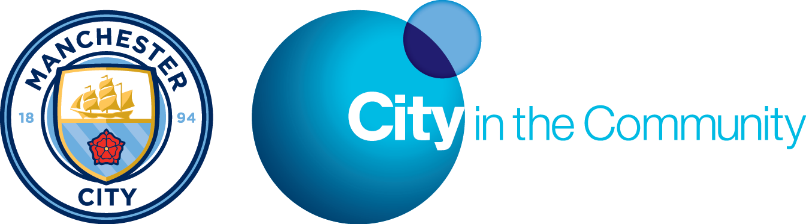 MANCHESTER
18 94
CITY
City in the Community